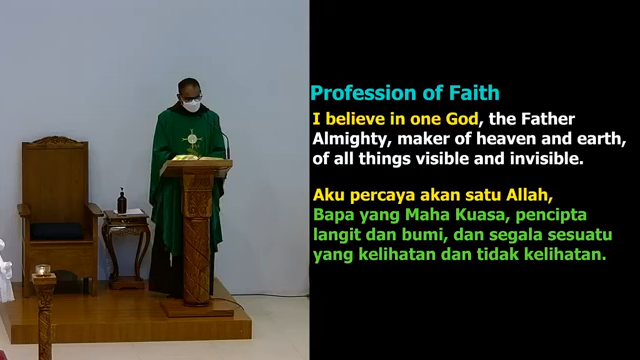 Profession of Faith
I believe in one God, the Father
Almighty, maker of heaven and earth,
of all things visible and invisible.
Aku percaya akan satu Allah,
Bapa yang Maha Kuasa, pencipta
langit dan bumi, dan segala sesuatu
yang kelihatan dan tidak kelihatan.